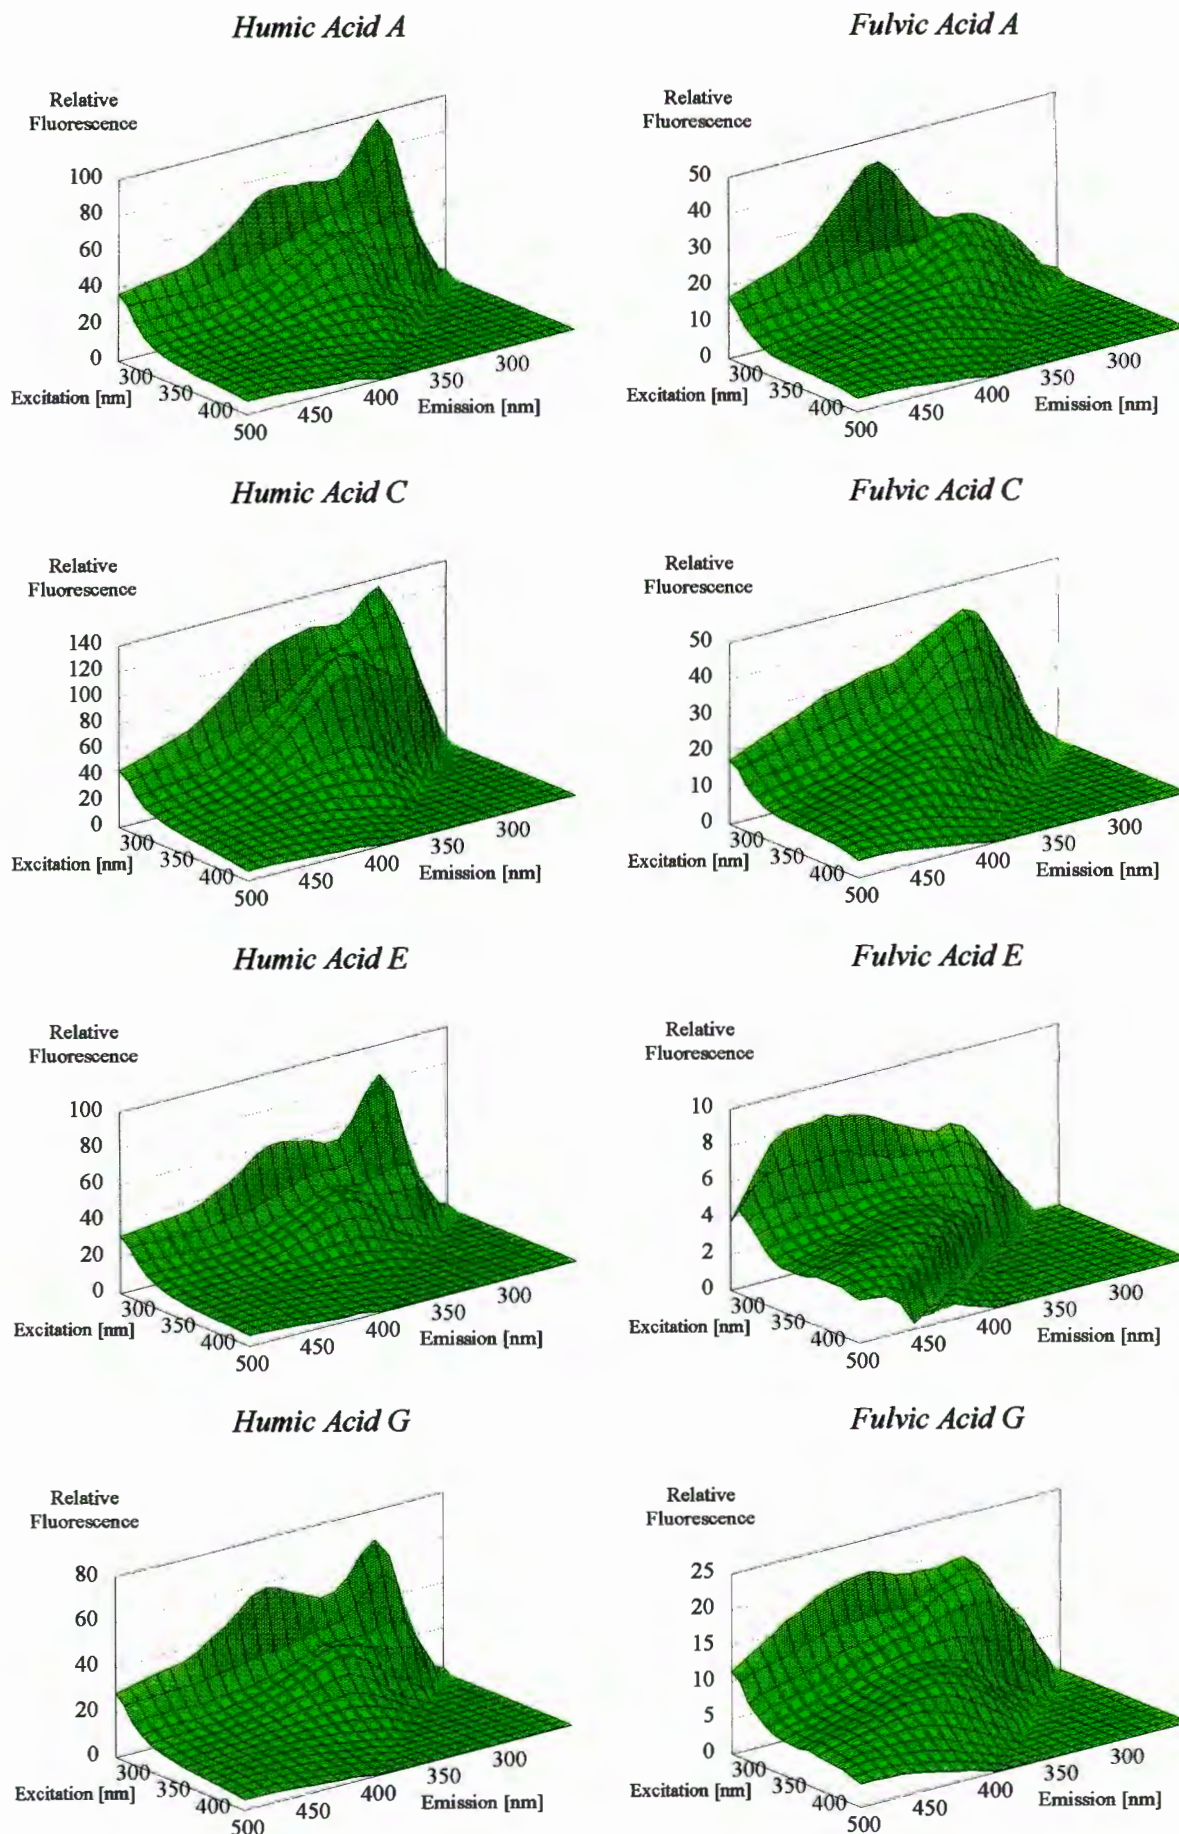 Humic Acid A
Relative
Fluorescence
100
80
60
40
20
0
300
350
400
Excitation [nm]
500
450
400
350
300
Emission [nm]
Fulvic Acid A
Relative
Fluorescence
50
40
30
20
10
0
300
350
400
Excitation [nm]
500
450
400
350
300
Emission [nm]
Humic Acid C
Relative
Fluorescence
140
120
100
80
60
40
20
0
300
350
400
Excitation [nm]
500
450
400
350
300
Emission [nm]
Fulvic Acid C
Relative
Fluorescence
50
40
30
20
10
0
300
350
400
Excitation [nm]
500
450
400
350
300
Emission [nm]
Humic Acid E
Relative
Fluorescence
100
80
60
40
20
0
300
350
400
Excitation [nm]
500
450
400
350
300
Emission [nm]
Fulvic Acid E
Relative
Fluorescence
10
8
6
4
2
0
300
350
400
Excitation [nm]
500
450
400
350
300
Emission [nm]
Humic Acid G
Relative
Fluorescence
80
60
40
20
0
300
350
400
Excitation [nm]
500
450
400
350
300
Emission [nm]
Fulvic Acid G
Relative
Fluorescence
25
20
15
10
5
0
300
350
400
Excitation [nm]
500
450
400
350
300
Emission [nm]